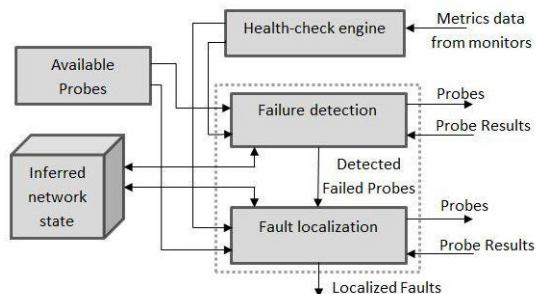 Health-check engine
Metrics data
from monitors
Available
Probes
Failure detection
Probes
Probe Results
Inferred
network
state
Detected
Failed Probes
Fault localization
Probes
Probe Results
Localized Faults